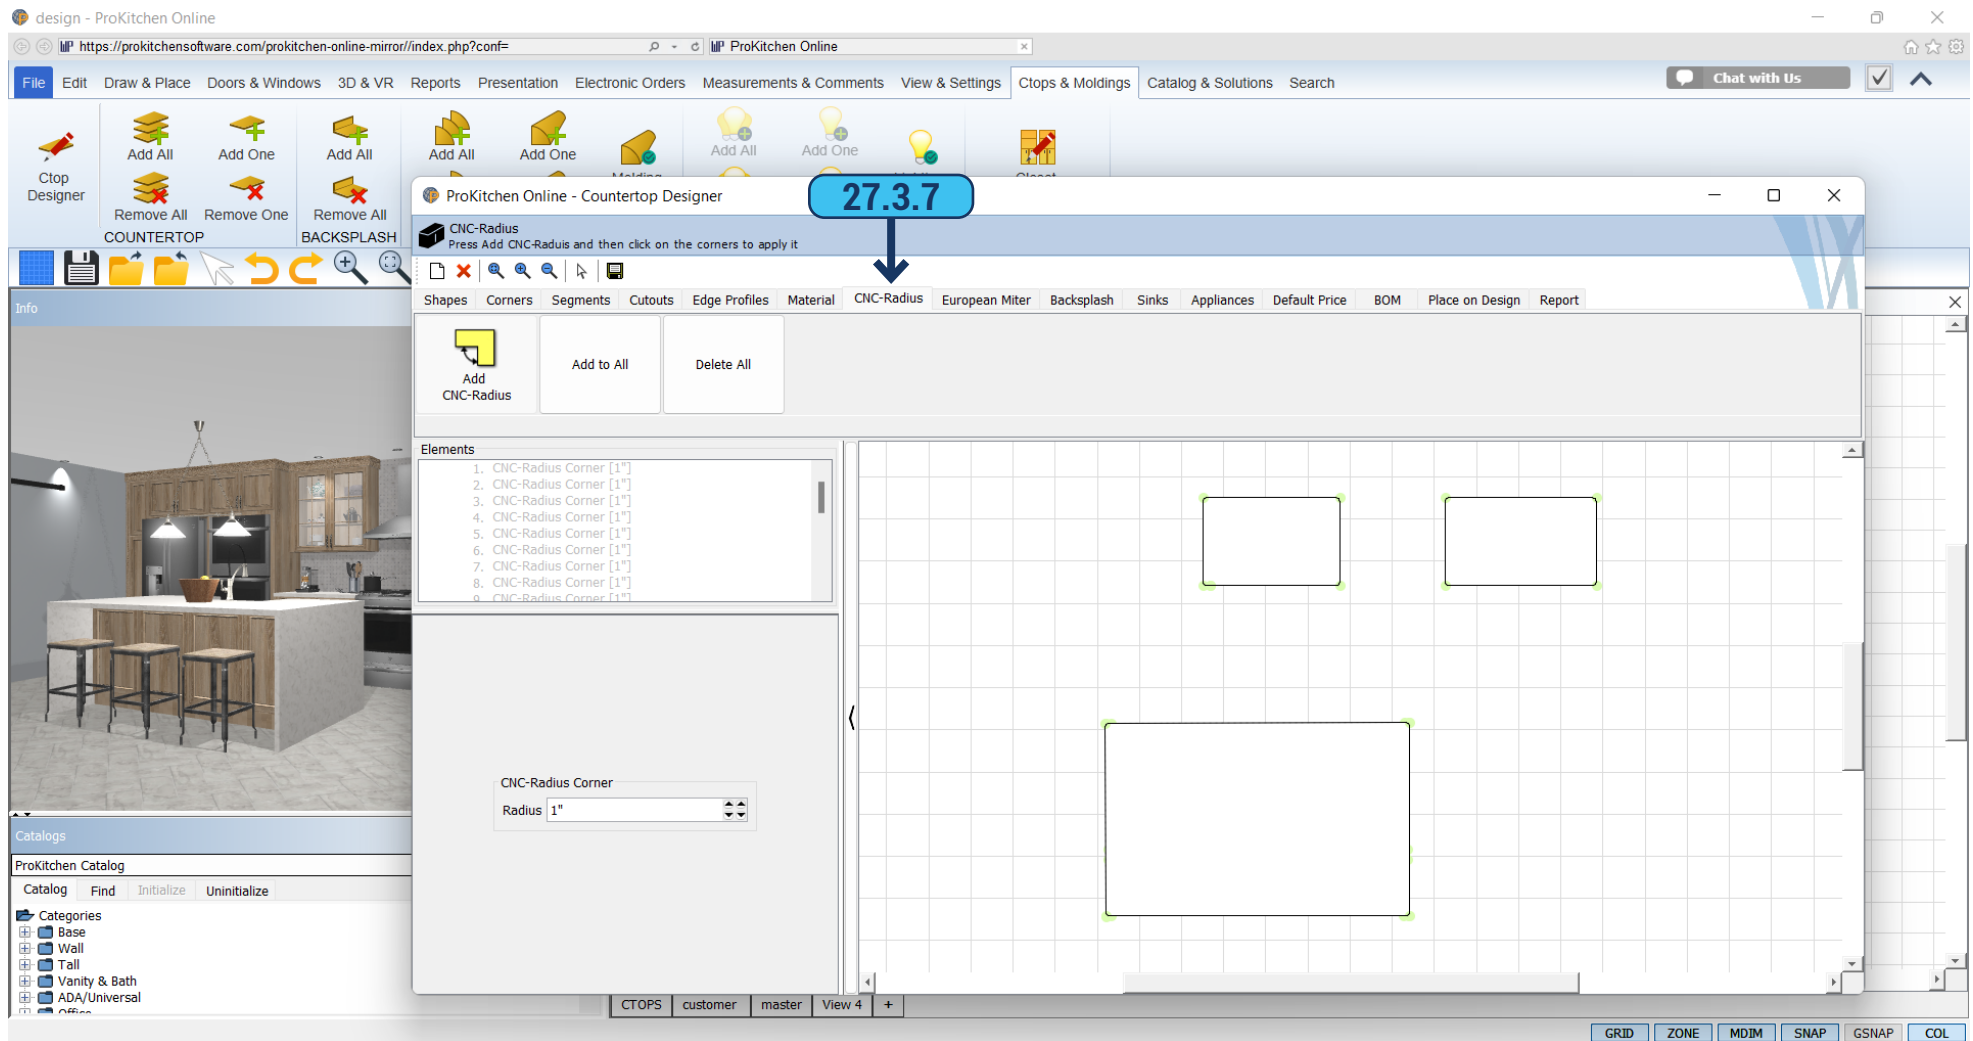 design - ProKitchen Online
https://prokitchensoftware.com/prokitchen-online-mirror//index.php?conf=
ProKitchen Online
File Edit Draw & Place Doors & Windows 3D & VR Reports Presentation Electronic Orders Measurements & Comments View & Settings Ctops & Moldings Catalog & Solutions Search
Chat with Us
Add All Add One Add All Add All Add One Add All Add One
Ctop
Designer
Remove All Remove One Remove All
COUNTERTOP BACKSPLASH
ProKitchen Online - Countertop Designer
27.3.7
CNC-Radius
Press Add CNC-Raduis and then click on the corners to apply it
Shapes Corners Segments Cutouts Edge Profiles Material CNC-Radius European Miter Backsplash Sinks Appliances Default Price BOM Place on Design Report
Info
Add
CNC-Radius
Add to All
Delete All
Elements
1. CNC-Radius Corner [1"]
2. CNC-Radius Corner [1"]
3. CNC-Radius Corner [1"]
4. CNC-Radius Corner [1"]
5. CNC-Radius Corner [1"]
6. CNC-Radius Corner [1"]
7. CNC-Radius Corner [1"]
8. CNC-Radius Corner [1"]
9. CNC-Radius Corner [1"]
CNC-Radius Corner
Radius 1"
Catalogs
ProKitchen Catalog
Catalog Find Initialize Uninitialize
Categories
Base
Wall
Tall
Vanity & Bath
ADA/Universal
Office
CTOPS customer master View 4 +
GRID ZONE MDIM SNAP GSNAP COL